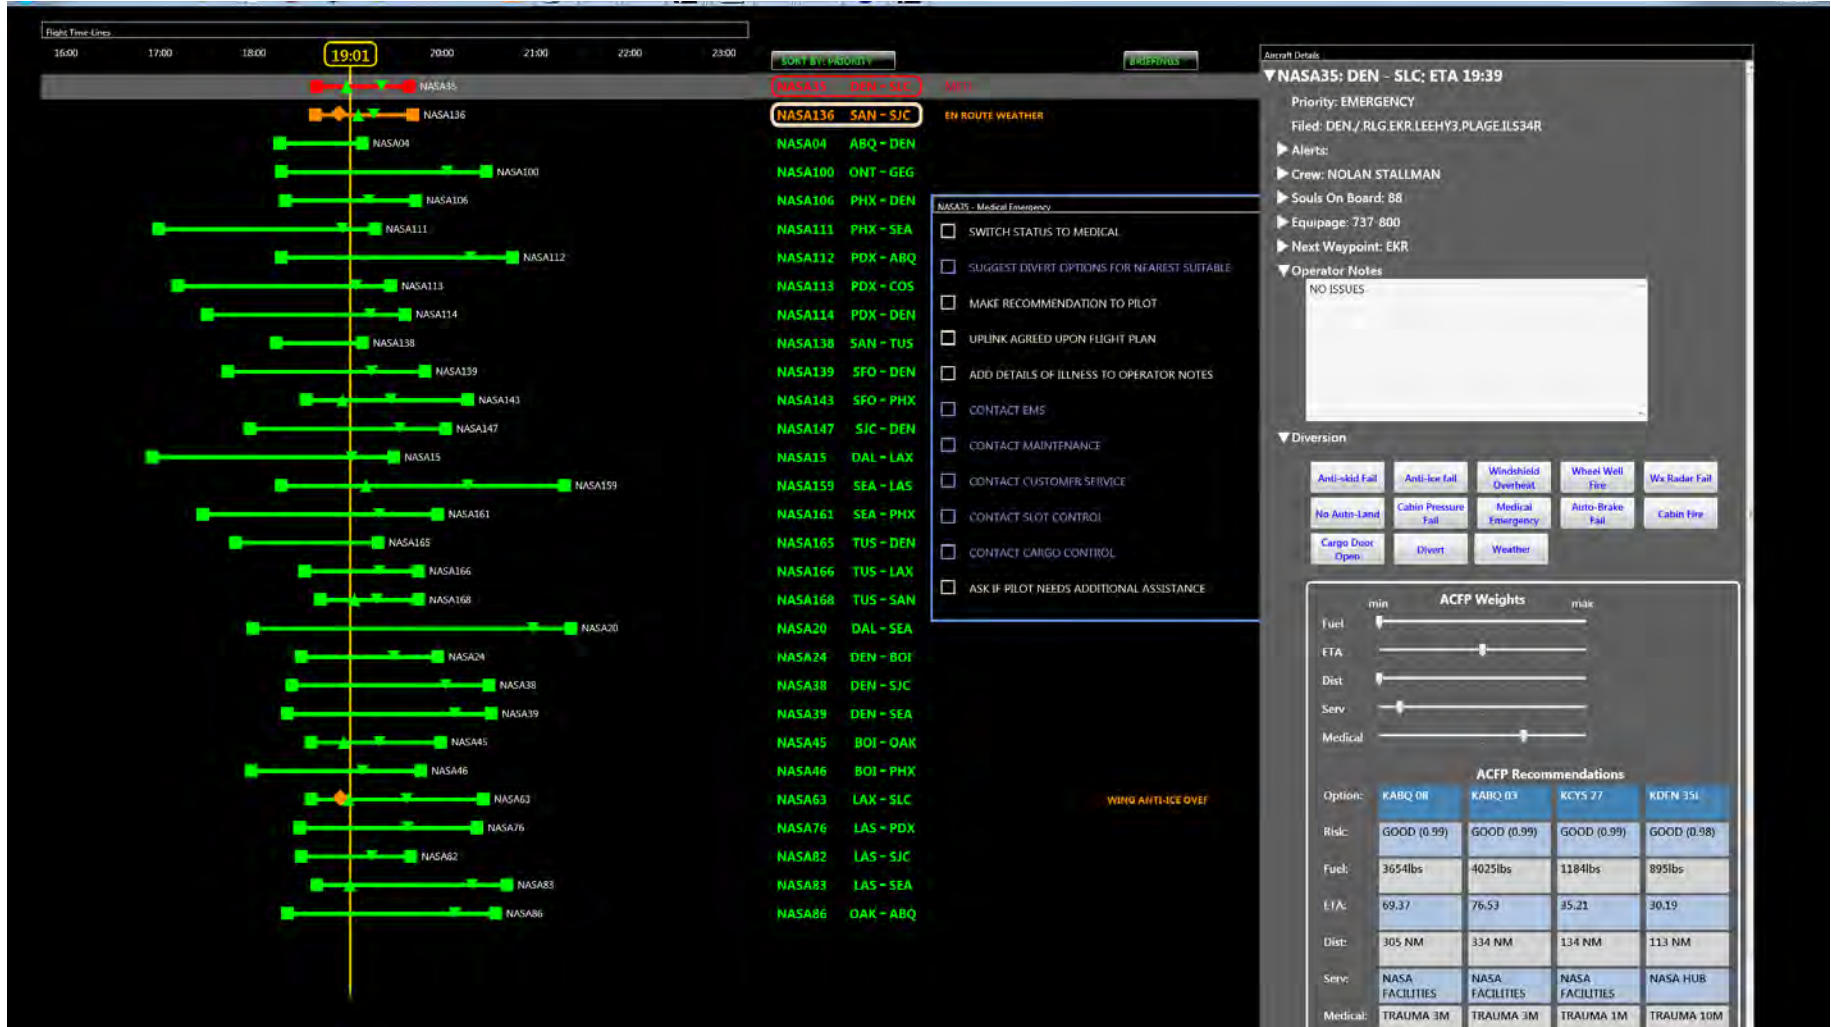 Flight Time-Lines
16:00 17:00 18:00 19:01 20:00 21:00 22:00 23:00
SORT BY: PRIORITY
BRIEFINGS
NASA35
NASA136
NASA04
NASA100
NASA106
NASA111
NASA112
NASA113
NASA114
NASA138
NASA139
NASA143
NASA147
NASA15
NASA159
NASA161
NASA165
NASA166
NASA168
NASA20
NASA24
NASA38
NASA39
NASA45
NASA46
NASA63
NASA76
NASA82
NASA83
NASA86
NASA35 DEN - SLC
NASA136 SAN - SJC EN ROUTE WEATHER
NASA04 ABQ - DEN
NASA100 ONT - GEG
NASA106 PHX - DEN
NASA111 PHX - SEA
NASA112 PDX - ABQ
NASA113 PDX - COS
NASA114 PDX - DEN
NASA138 SAN - TUS
NASA139 SFO - DEN
NASA143 SFO - PHX
NASA147 SJC - DEN
NASA15 DAL - LAX
NASA159 SEA - LAS
NASA161 SEA - PHX
NASA165 TUS - DEN
NASA166 TUS - LAX
NASA168 TUS - SAN
NASA20 DAL - SEA
NASA24 DEN - BOI
NASA38 DEN - SJC
NASA39 DEN - SEA
NASA45 BOI - OAK
NASA46 BOI - PHX
NASA63 LAX - SLC WING ANTI-ICE OVEF
NASA76 LAS - PDX
NASA82 LAS - SJC
NASA83 LAS - SEA
NASA86 OAK - ABQ
NASA35 - Medical Emergency
SWITCH STATUS TO MEDICAL
SUGGEST DIVERT OPTIONS FOR NEAREST SUITABLE
MAKE RECOMMENDATION TO PILOT
UPLINK AGREED UPON FLIGHT PLAN
ADD DETAILS OF ILLNESS TO OPERATOR NOTES
CONTACT EMS
CONTACT MAINTENANCE
CONTACT CUSTOMER SERVICE
CONTACT SLOT CONTROL
CONTACT CARGO CONTROL
ASK IF PILOT NEEDS ADDITIONAL ASSISTANCE
Aircraft Details
NASA35: DEN - SLC; ETA 19:39
Priority: EMERGENCY
Filed: DEN./.RLG.EKR.LEEHY3.PLAGE.ILS34R
Alerts:
Crew: NOLAN STALLMAN
Souls On Board: 88
Equipage: 737-800
Next Waypoint: EKR
Operator Notes
NO ISSUES
Diversion
Anti-skid Fail Anti-ice fail Windshield Overheat Wheel Well Fire Wx Radar Fail
No Auto-Land Cabin Pressure Fail Medical Emergency Auto-Brake Fail Cabin Fire
Cargo Door Open Divert Weather
ACFP Weights
min max
Fuel
ETA
Dist
Serv
Medical
ACFP Recommendations
Option: KABQ 08 KABQ 03 KCYS 27 KDEN 35L
Risk: GOOD (0.99) GOOD (0.99) GOOD (0.99) GOOD (0.98)
Fuel: 3654lbs 4025lbs 1184lbs 895lbs
ETA: 69.37 76.53 35.21 30.19
Dist: 305 NM 334 NM 134 NM 113 NM
Serv: NASA FACILITIES NASA FACILITIES NASA FACILITIES NASA HUB
Medical: TRAUMA 3M TRAUMA 3M TRAUMA 1M TRAUMA 10M